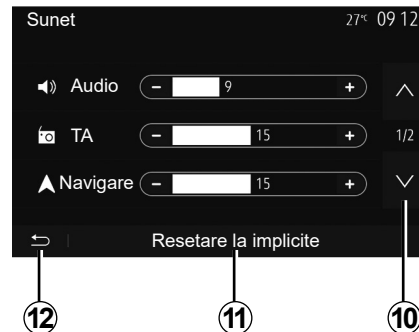 Sunet 27°C 09 12
Audio - 9 +
TA - 15 +
1/2
Navigare - 15 +
Resetare la implicite
12 11 10